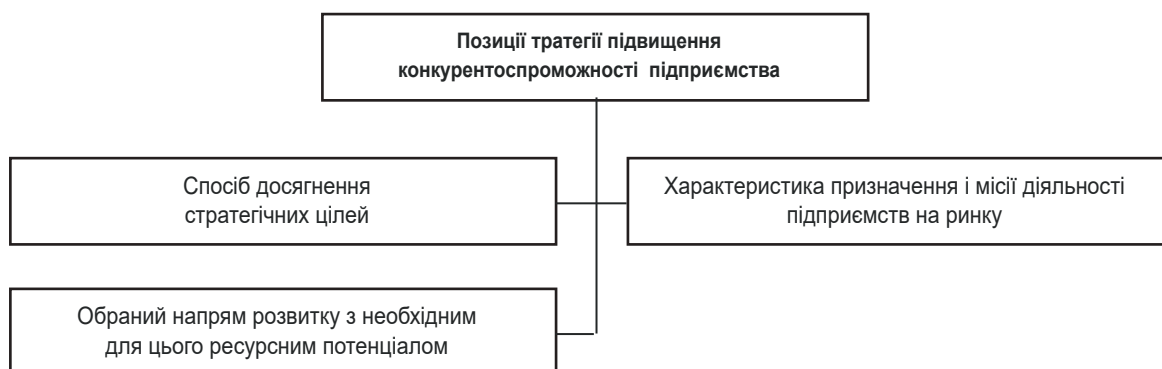 Позиції тратегії підвищення
конкурентоспроможності підприємства
Спосіб досягнення
стратегічних цілей
Характеристика призначення і місії діяльності
підприємств на ринку
Обраний напрям розвитку з необхідним
для цього ресурсним потенціалом